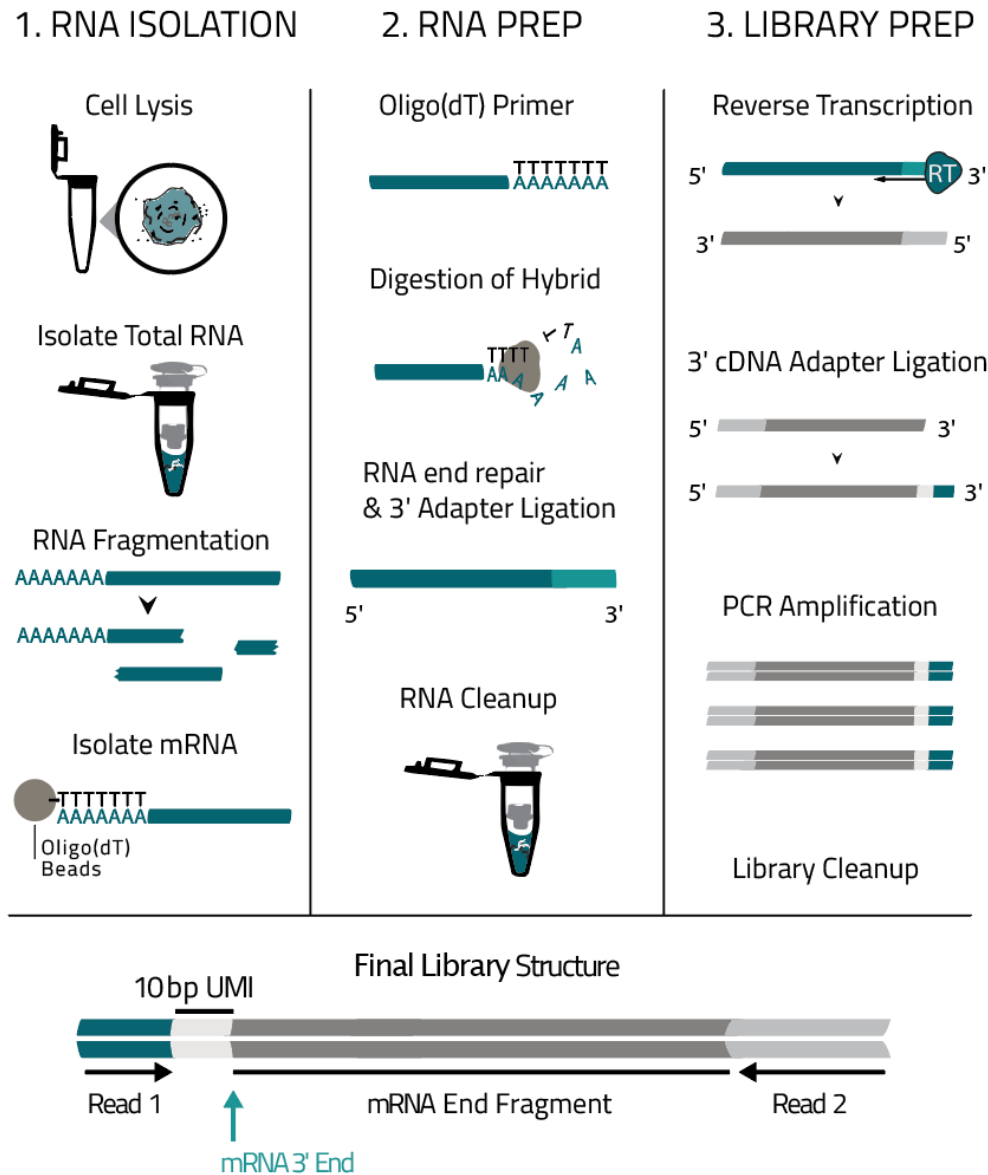 1. RNA ISOLATION
Cell Lysis
Isolate Total RNA
RNA Fragmentation
AAAAAAA
AAAAAAA
Isolate mRNA
TTTTTTT
AAAAAAA
Oligo(dT)
Beads
2. RNA PREP
Oligo(dT) Primer
TTTTTTT
AAAAAAA
Digestion of Hybrid
T T
TTTT A
AA A A A A
RNA end repair
& 3' Adapter Ligation
5' 3'
RNA Cleanup
3. LIBRARY PREP
Reverse Transcription
5' RT 3'
3' 5'
3' cDNA Adapter Ligation
5' 3'
5' 3'
PCR Amplification
Library Cleanup
Final Library Structure
10 bp UMI
Read 1 mRNA End Fragment Read 2
mRNA 3' End